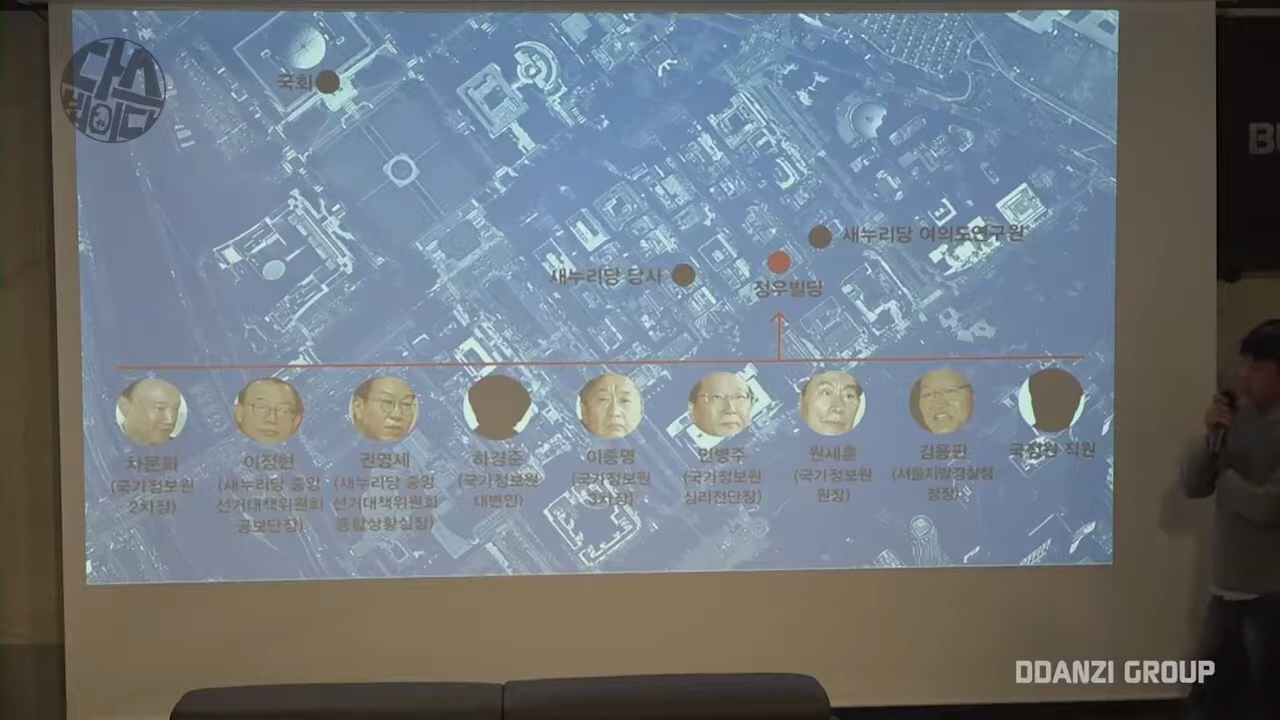 다스
뵈이다
국회
B
새누리당 여의도연구원
새누리당 당사
정우빌딩
차문희
(국가정보원
2차장)
이정현
(새누리당 중앙
선거대책위원회
공보단장)
권영세
(새누리당 중앙
선거대책위원회
종합상황실장)
하경준
(국가정보원
대변인)
이종명
(국가정보원
3차장)
민병주
(국가정보원
심리전단장)
원세훈
(국가정보원
원장)
김용판
(서울지방경찰청
청장)
국정원 직원
DDANZI GROUP